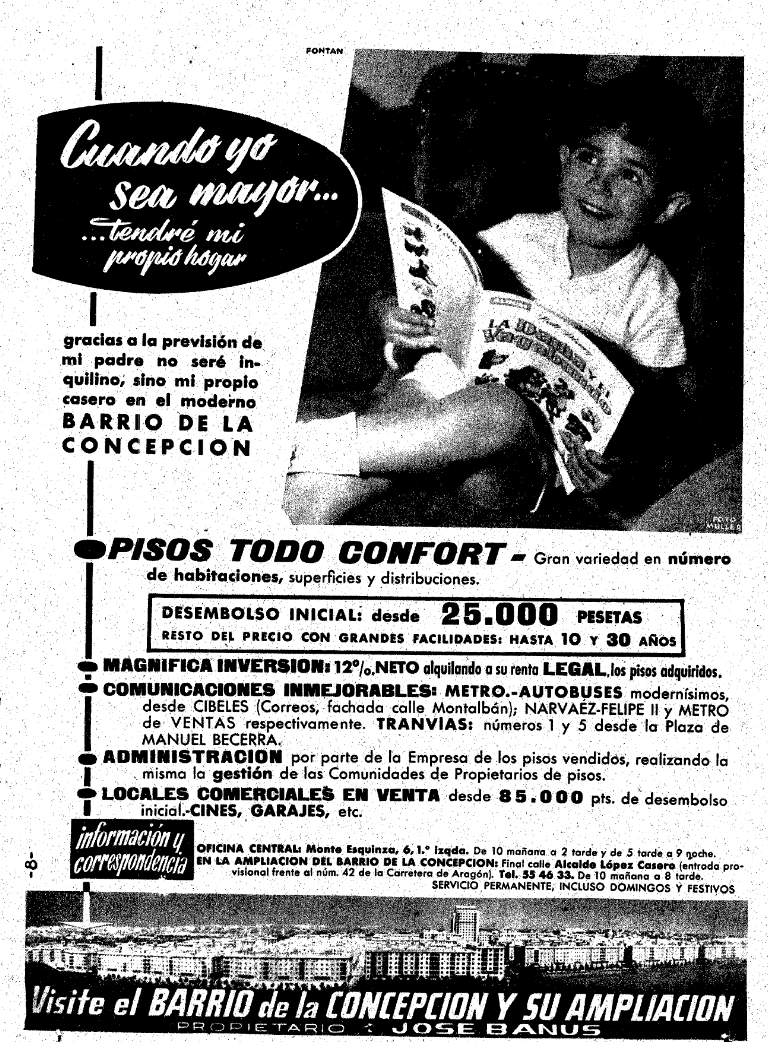 FONTAN
Cuando yo
sea mayor...
...tendré mi
propio hogar
LA Dama y EL
Vagabundo
gracias a la previsión de
mi padre no seré in-
quilino, sino mi propio
casero en el moderno
BARRIO DE LA
CONCEPCION
FOTO
MULLER
PISOS TODO CONFORT - Gran variedad en número
de habitaciones, superficies y distribuciones.
DESEMBOLSO INICIAL: desde 25.000 PESETAS
RESTO DEL PRECIO CON GRANDES FACILIDADES: HASTA 10 Y 30 AÑOS
MAGNIFICA INVERSION: 12%. NETO alquilando a su renta LEGAL, los pisos adquiridos.
COMUNICACIONES INMEJORABLES: METRO.-AUTOBUSES modernísimos,
desde CIBELES (Correos, fachada calle Montalbán); NARVAEZ-FELIPE II y METRO
de VENTAS respectivamente. TRANVIAS: números 1 y 5 desde la Plaza de
MANUEL BECERRA.
ADMINISTRACION por parte de la Empresa de los pisos vendidos, realizando la
misma la gestión de las Comunidades de Propietarios de pisos.
LOCALES COMERCIALES EN VENTA desde 85.000 pts. de desembolso
inicial.-CINES, GARAJES, etc.
información y
correspondencia
OFICINA CENTRAL: Monte Esquinza, 6, 1.º Izqda. De 10 mañana a 2 tarde y de 5 tarde a 9 noche.
EN LA AMPLIACION DEL BARRIO DE LA CONCEPCION: Final calle Alcalde López Casero (entrada pro-
visional frente al núm. 42 de la Carretera de Aragón). Tel. 55 46 33. De 10 mañana a 8 tarde.
SERVICIO PERMANENTE, INCLUSO DOMINGOS Y FESTIVOS
-8-
Visite el BARRIO de la CONCEPCION Y SU AMPLIACION
PROPIETARIO: JOSE BANUS